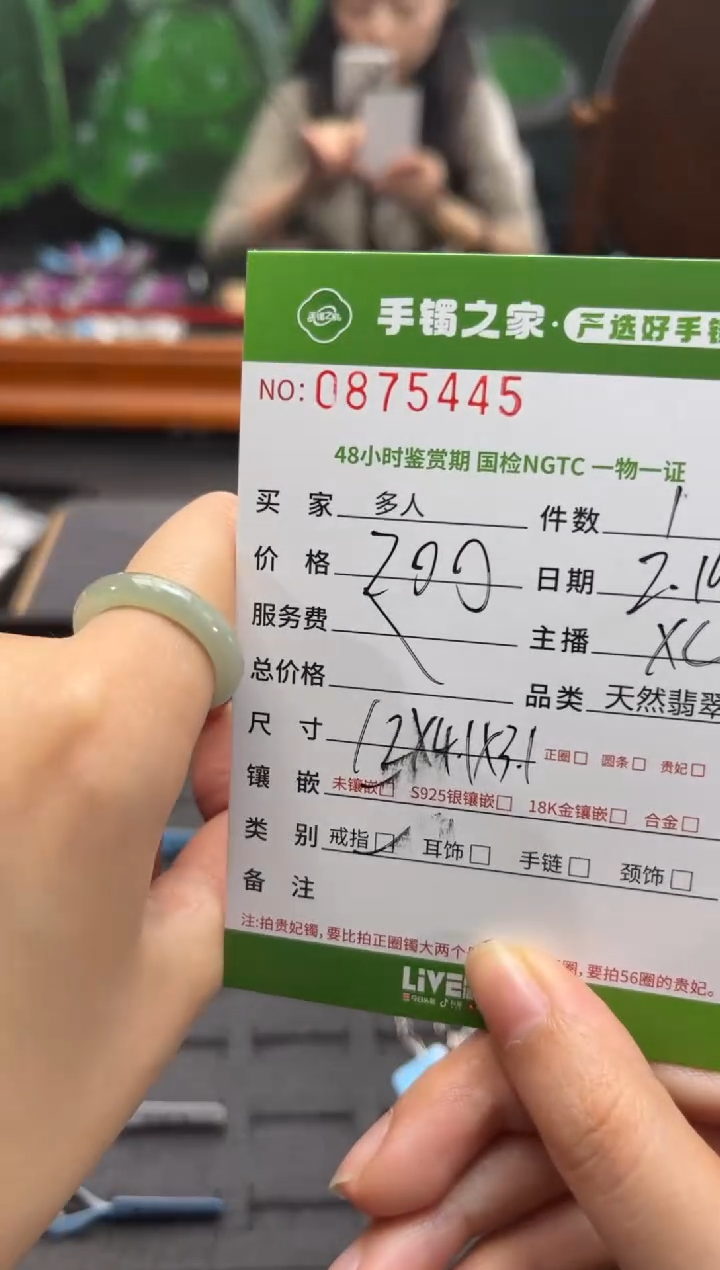 手镯之家·严选好手镯
NO: 0875445
48小时鉴赏期 国检NGTC 一物一证
买 家 多人 件数 1
价 格 200 日期 2.10
服务费 主播 XC
总价格 品类 天然翡翠
尺 寸 12X4.1X3.1 正圈□ 圆条□ 贵妃□
镶 嵌 未镶嵌□ S925银镶嵌□ 18K金镶嵌□ 合金□
类 别 戒指□ 耳饰□ 手链□ 颈饰□
备 注
注:拍贵妃镯,要比拍正圈镯大两个 圈,要拍56圈的贵妃。
LiVE